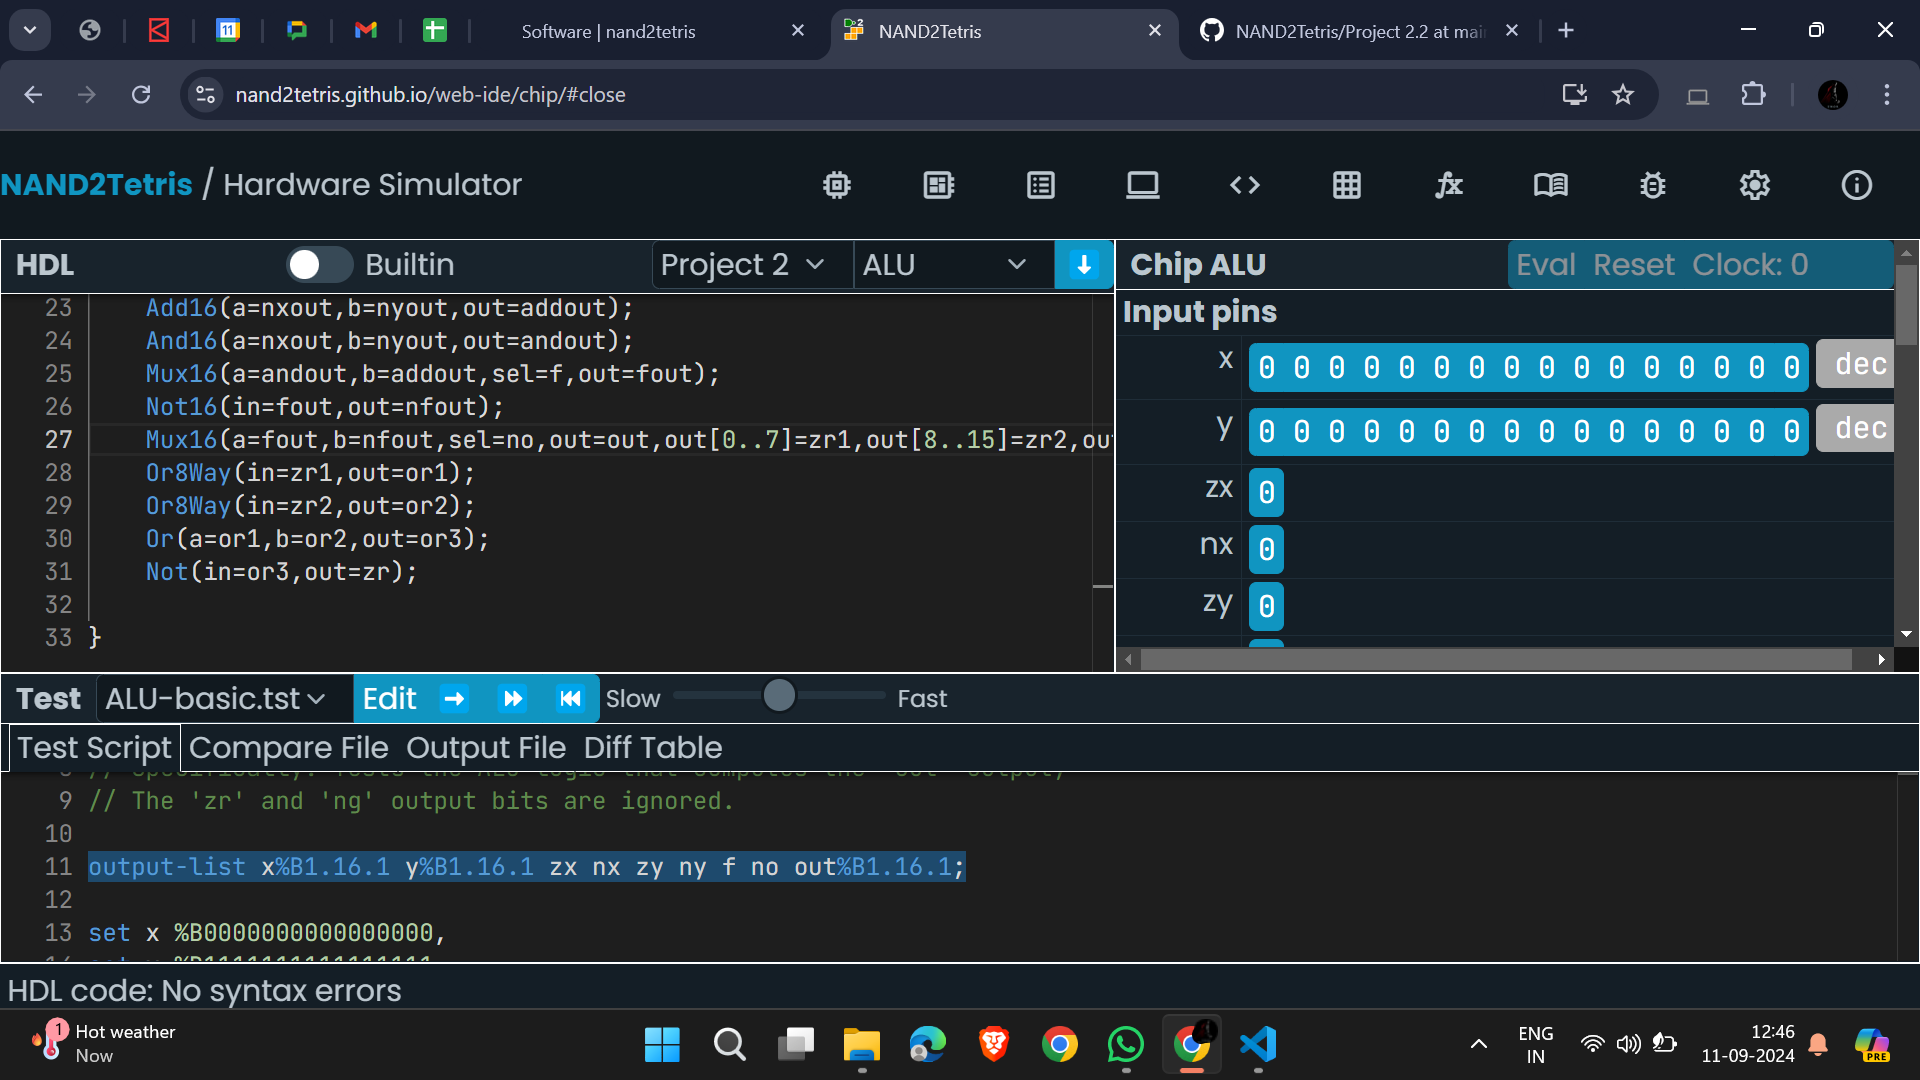 11
Software | nand2tetris
NAND2Tetris
NAND2Tetris/Project 2.2 at mai
nand2tetris.github.io/web-ide/chip/#close
NAND2Tetris / Hardware Simulator
HDL
Builtin
Project 2
ALU
23 Add16(a=nxout,b=nyout,out=addout);
24 And16(a=nxout,b=nyout,out=andout);
25 Mux16(a=andout,b=addout,sel=f,out=fout);
26 Not16(in=fout,out=nfout);
27 Mux16(a=fout,b=nfout,sel=no,out=out,out[0..7]=zr1,out[8..15]=zr2,ou
28 Or8Way(in=zr1,out=or1);
29 Or8Way(in=zr2,out=or2);
30 Or(a=or1,b=or2,out=or3);
31 Not(in=or3,out=zr);
32
33 }
Chip ALU
Eval Reset Clock: 0
Input pins
x 0 0 0 0 0 0 0 0 0 0 0 0 0 0 0 0 dec
y 0 0 0 0 0 0 0 0 0 0 0 0 0 0 0 0 dec
zx 0
nx 0
zy 0
Test
ALU-basic.tst
Edit
Slow
Fast
Test Script Compare File Output File Diff Table
9 // The 'zr' and 'ng' output bits are ignored.
10
11 output-list x%B1.16.1 y%B1.16.1 zx nx zy ny f no out%B1.16.1;
12
13 set x %B0000000000000000,
HDL code: No syntax errors
1
Hot weather
Now
ENG
IN
12:46
11-09-2024
PRE